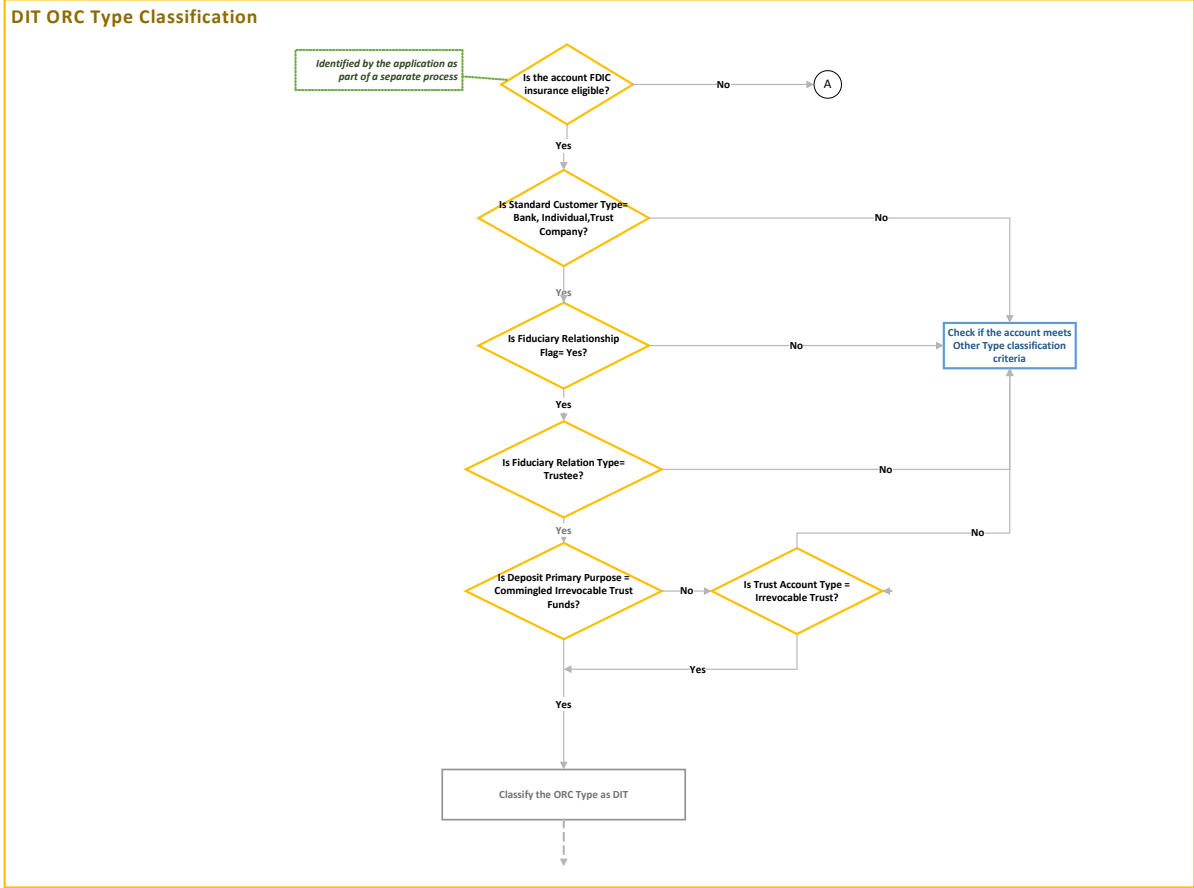 DIT ORC Type Classification
Identified by the application as
part of a separate process
Is the account FDIC
insurance eligible?
No
A
Yes
Is Standard Customer Type=
Bank, Individual,Trust
Company?
No
Yes
Is Fiduciary Relationship
Flag= Yes?
No
Check if the account meets
Other Type classification
criteria
Yes
Is Fiduciary Relation Type=
Trustee?
No
Yes
No
Is Deposit Primary Purpose =
Commingled Irrevocable Trust
Funds?
No
Is Trust Account Type =
Irrevocable Trust?
Yes
Yes
Classify the ORC Type as DIT